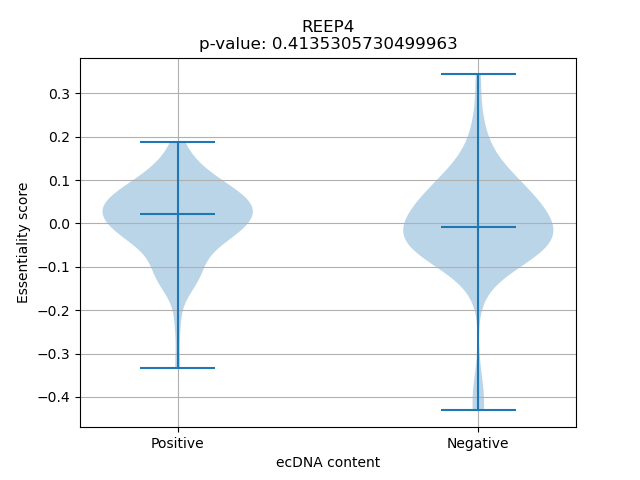 REEP4
p-value: 0.4135305730499963
Essentiality score
0.3
0.2
0.1
0.0
−0.1
−0.2
−0.3
−0.4
Positive
Negative
ecDNA content